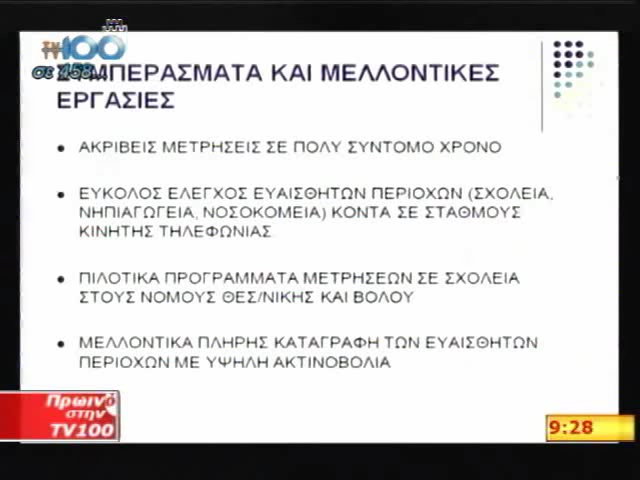 TV100
σε 458...
ΣΥΜΠΕΡΑΣΜΑΤΑ ΚΑΙ ΜΕΛΛΟΝΤΙΚΕΣ
ΕΡΓΑΣΙΕΣ
• ΑΚΡΙΒΕΙΣ ΜΕΤΡΗΣΕΙΣ ΣΕ ΠΟΛΥ ΣΥΝΤΟΜΟ ΧΡΟΝΟ
• ΕΥΚΟΛΟΣ ΕΛΕΓΧΟΣ ΕΥΑΙΣΘΗΤΩΝ ΠΕΡΙΟΧΩΝ (ΣΧΟΛΕΙΑ,
ΝΗΠΙΑΓΩΓΕΙΑ, ΝΟΣΟΚΟΜΕΙΑ) ΚΟΝΤΑ ΣΕ ΣΤΑΘΜΟΥΣ
ΚΙΝΗΤΗΣ ΤΗΛΕΦΩΝΙΑΣ
• ΠΙΛΟΤΙΚΑ ΠΡΟΓΡΑΜΜΑΤΑ ΜΕΤΡΗΣΕΩΝ ΣΕ ΣΧΟΛΕΙΑ
ΣΤΟΥΣ ΝΟΜΟΥΣ ΘΕΣ/ΝΙΚΗΣ ΚΑΙ ΒΟΛΟΥ
• ΜΕΛΛΟΝΤΙΚΑ ΠΛΗΡΗΣ ΚΑΤΑΓΡΑΦΗ ΤΩΝ ΕΥΑΙΣΘΗΤΩΝ
ΠΕΡΙΟΧΩΝ ΜΕ ΥΨΗΛΗ ΑΚΤΙΝΟΒΟΛΙΑ
Πρωινό
στην
TV100
9:28